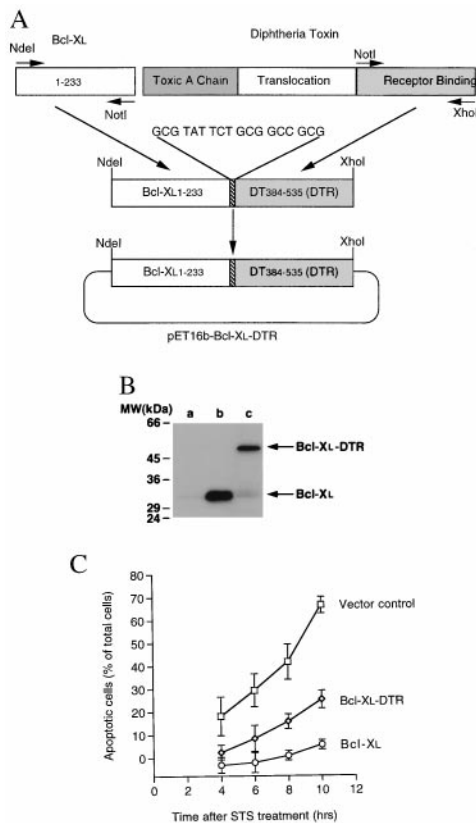 A
Bcl-XL
Diphtheria Toxin
NdeI
NotI
1-233
Toxic A Chain
Translocation
Receptor Binding
NotI
XhoI
GCG TAT TCT GCG GCC GCG
NdeI
XhoI
Bcl-XL1-233
DT384-535 (DTR)
NdeI
XhoI
Bcl-XL1-233
DT384-535 (DTR)
pET16b-Bcl-XL-DTR
B
MW(kDa)
a b c
66
45
36
29
24
Bcl-XL-DTR
Bcl-XL
C
Apoptotic cells (% of total cells)
80
70
60
50
40
30
20
10
0
Vector control
Bcl-XL-DTR
Bcl-XL
0 2 4 6 8 10 12
Time after STS treatment (hrs)